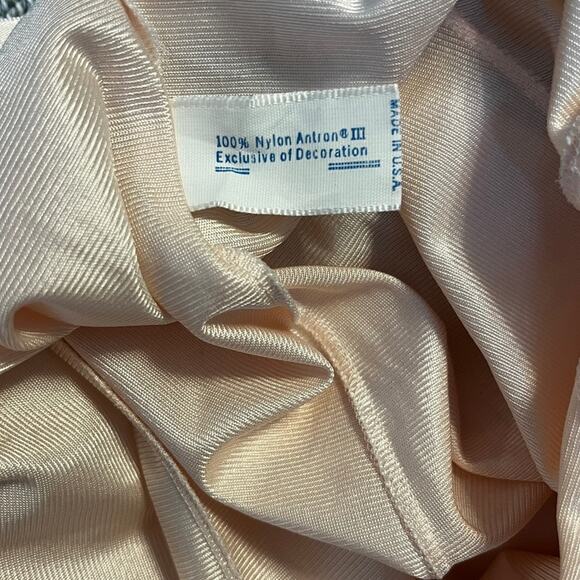 100% Nylon Antron® III
Exclusive of Decoration
MADE IN U.S.A.